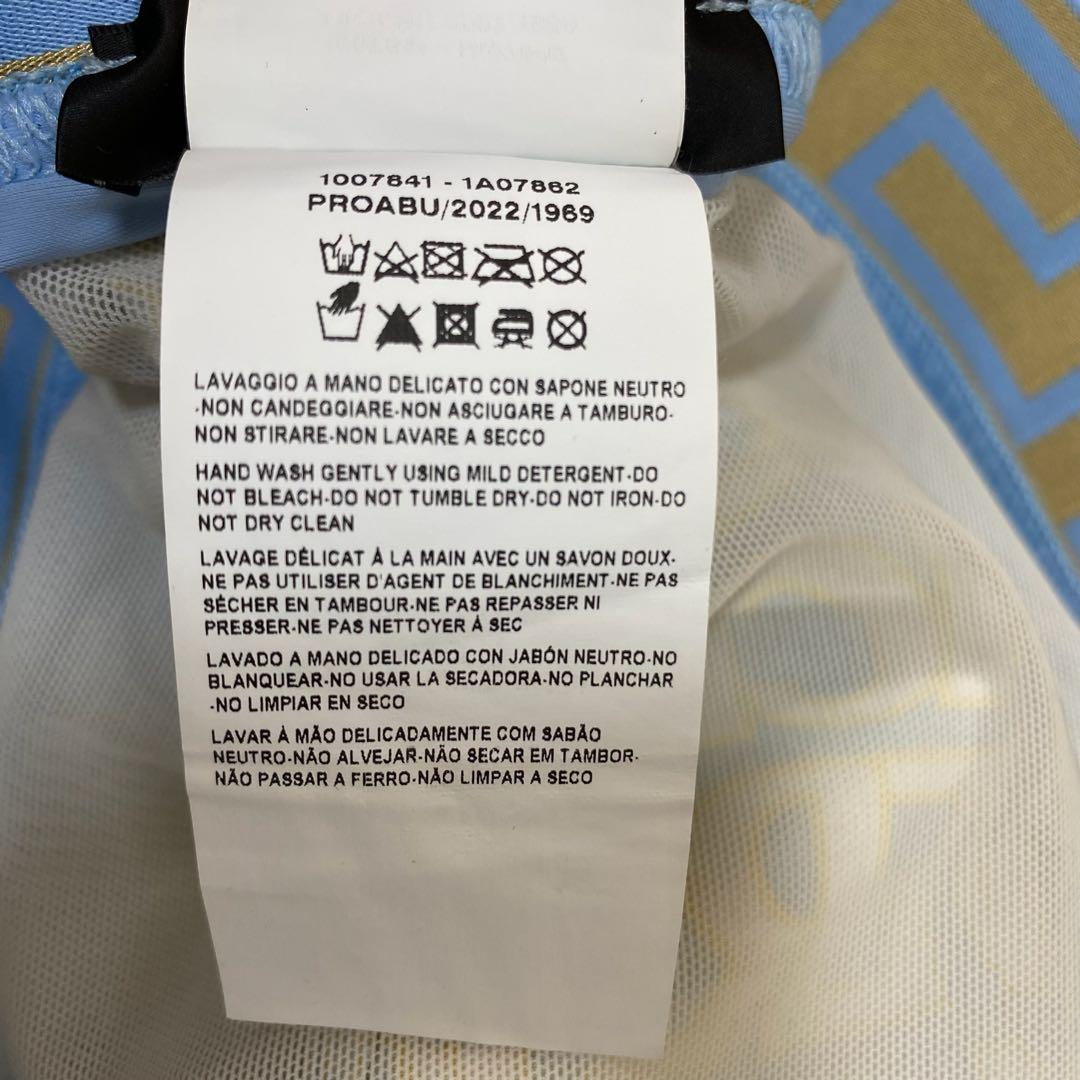 1007841 - 1A07862
PROABU/2022/1969
LAVAGGIO A MANO DELICATO CON SAPONE NEUTRO
-NON CANDEGGIARE-NON ASCIUGARE A TAMBURO-
NON STIRARE-NON LAVARE A SECCO
HAND WASH GENTLY USING MILD DETERGENT-DO
NOT BLEACH-DO NOT TUMBLE DRY-DO NOT IRON-DO
NOT DRY CLEAN
LAVAGE DÉLICAT À LA MAIN AVEC UN SAVON DOUX-
NE PAS UTILISER D'AGENT DE BLANCHIMENT-NE PAS
SÉCHER EN TAMBOUR-NE PAS REPASSER NI
PRESSER-NE PAS NETTOYER À SEC
LAVADO A MANO DELICADO CON JABÓN NEUTRO-NO
BLANQUEAR-NO USAR LA SECADORA-NO PLANCHAR
-NO LIMPIAR EN SECO
LAVAR À MÃO DELICADAMENTE COM SABÃO
NEUTRO-NÃO ALVEJAR-NÃO SECAR EM TAMBOR-
NÃO PASSAR A FERRO-NÃO LIMPAR A SECO